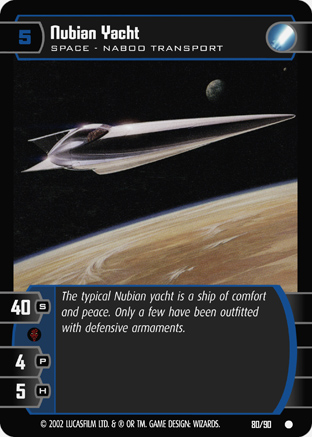 5 Nubian Yacht
SPACE - NABOO TRANSPORT
The typical Nubian yacht is a ship of comfort
and peace. Only a few have been outfitted
with defensive armaments.
40 S
4 P
5 H
© 2002 LUCASFILM LTD. & ® OR TM. GAME DESIGN: WIZARDS. 80/90